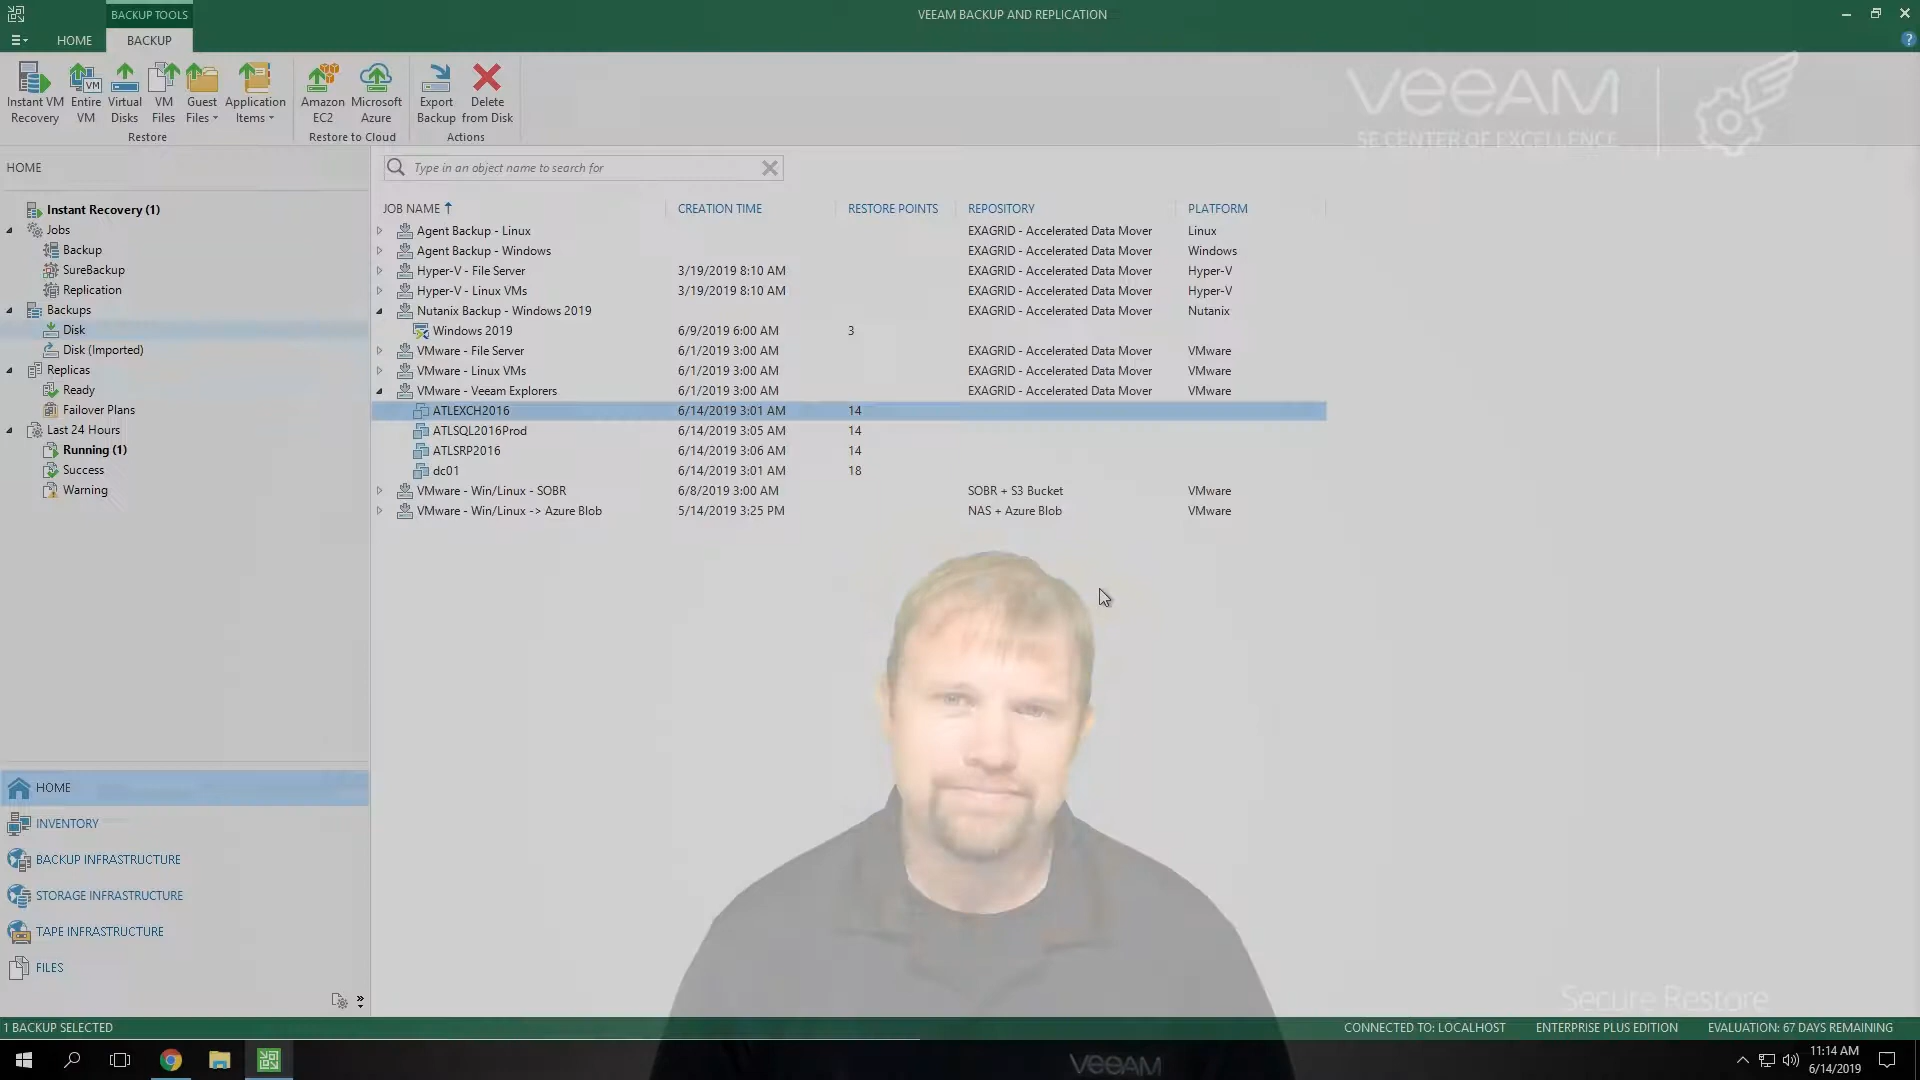 BACKUP TOOLS
VEEAM BACKUP AND REPLICATION
HOME
BACKUP
?
Instant VM Recovery
Entire VM
Virtual Disks
VM Files
Guest Files
Application Items
Amazon EC2
Microsoft Azure
Export Backup
Delete from Disk
Restore
Restore to Cloud
Actions
veeAM
SE CENTER OF EXCELLENCE
HOME
Type in an object name to search for
Instant Recovery (1)
Jobs
Backup
SureBackup
Replication
Backups
Disk
Disk (Imported)
Replicas
Ready
Failover Plans
Last 24 Hours
Running (1)
Success
Warning
JOB NAME CREATION TIME RESTORE POINTS REPOSITORY PLATFORM
Agent Backup - Linux EXAGRID - Accelerated Data Mover Linux
Agent Backup - Windows EXAGRID - Accelerated Data Mover Windows
Hyper-V - File Server 3/19/2019 8:10 AM EXAGRID - Accelerated Data Mover Hyper-V
Hyper-V - Linux VMs 3/19/2019 8:10 AM EXAGRID - Accelerated Data Mover Hyper-V
Nutanix Backup - Windows 2019 EXAGRID - Accelerated Data Mover Nutanix
Windows 2019 6/9/2019 6:00 AM 3
VMware - File Server 6/1/2019 3:00 AM EXAGRID - Accelerated Data Mover VMware
VMware - Linux VMs 6/1/2019 3:00 AM EXAGRID - Accelerated Data Mover VMware
VMware - Veeam Explorers 6/1/2019 3:00 AM EXAGRID - Accelerated Data Mover VMware
ATLEXCH2016 6/14/2019 3:01 AM 14
ATLSQL2016Prod 6/14/2019 3:05 AM 14
ATLSRP2016 6/14/2019 3:06 AM 14
dc01 6/14/2019 3:01 AM 18
VMware - Win/Linux - SOBR 6/8/2019 3:00 AM SOBR + S3 Bucket VMware
VMware - Win/Linux -> Azure Blob 5/14/2019 3:25 PM NAS + Azure Blob VMware
HOME
INVENTORY
BACKUP INFRASTRUCTURE
STORAGE INFRASTRUCTURE
TAPE INFRASTRUCTURE
FILES
Secure Restore
1 BACKUP SELECTED
CONNECTED TO: LOCALHOST
ENTERPRISE PLUS EDITION
EVALUATION: 67 DAYS REMAINING
veeAM
11:14 AM
6/14/2019